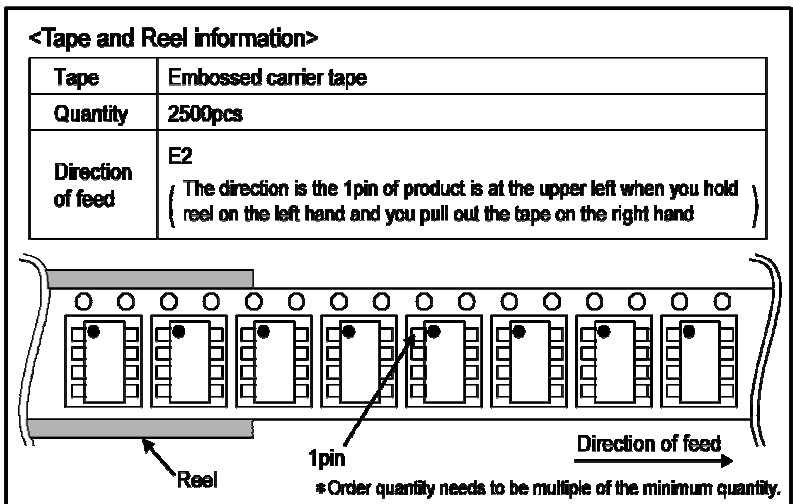 <Tape and Reel information>
Tape Embossed carrier tape
Quantity 2500pcs
Direction of feed E2
( The direction is the 1pin of product is at the upper left when you hold
reel on the left hand and you pull out the tape on the right hand )
Reel
1pin
Direction of feed
*Order quantity needs to be multiple of the minimum quantity.